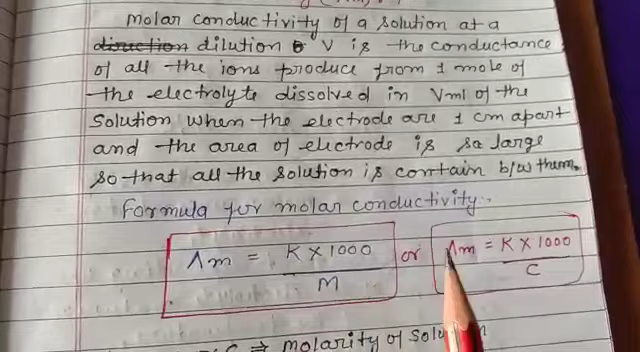 molar conductivity of a solution at a
dilution V is the conductance
of all the ions produce from 1 mole of
the electrolyte dissolved in Vml of the
solution when the electrode are 1 cm apart
and the area of electrode is so large
so that all the solution is contain b/w them.
Formula for molar conductivity.
Λm = K × 1000 / M or Λm = K × 1000 / C
C ⇒ molarity of solution